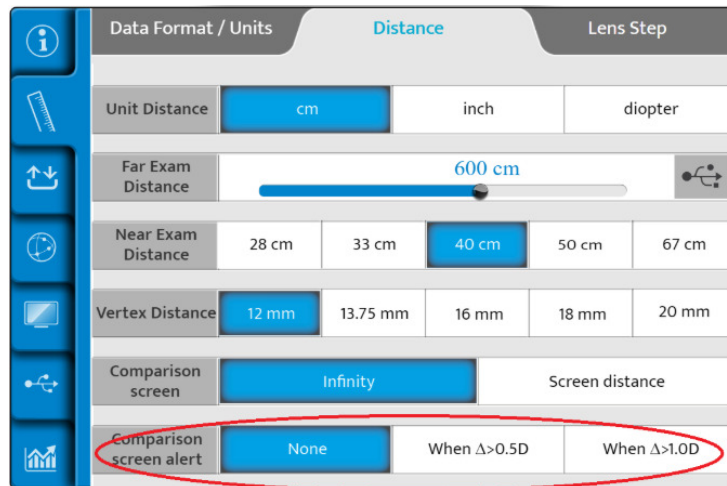 Data Format / Units Distance Lens Step
Unit Distance cm inch diopter
Far Exam
Distance
600 cm
Near Exam
Distance
28 cm 33 cm 40 cm 50 cm 67 cm
Vertex Distance 12 mm 13.75 mm 16 mm 18 mm 20 mm
Comparison
screen
Infinity Screen distance
Comparison
screen alert
None When Δ>0.5D When Δ>1.0D